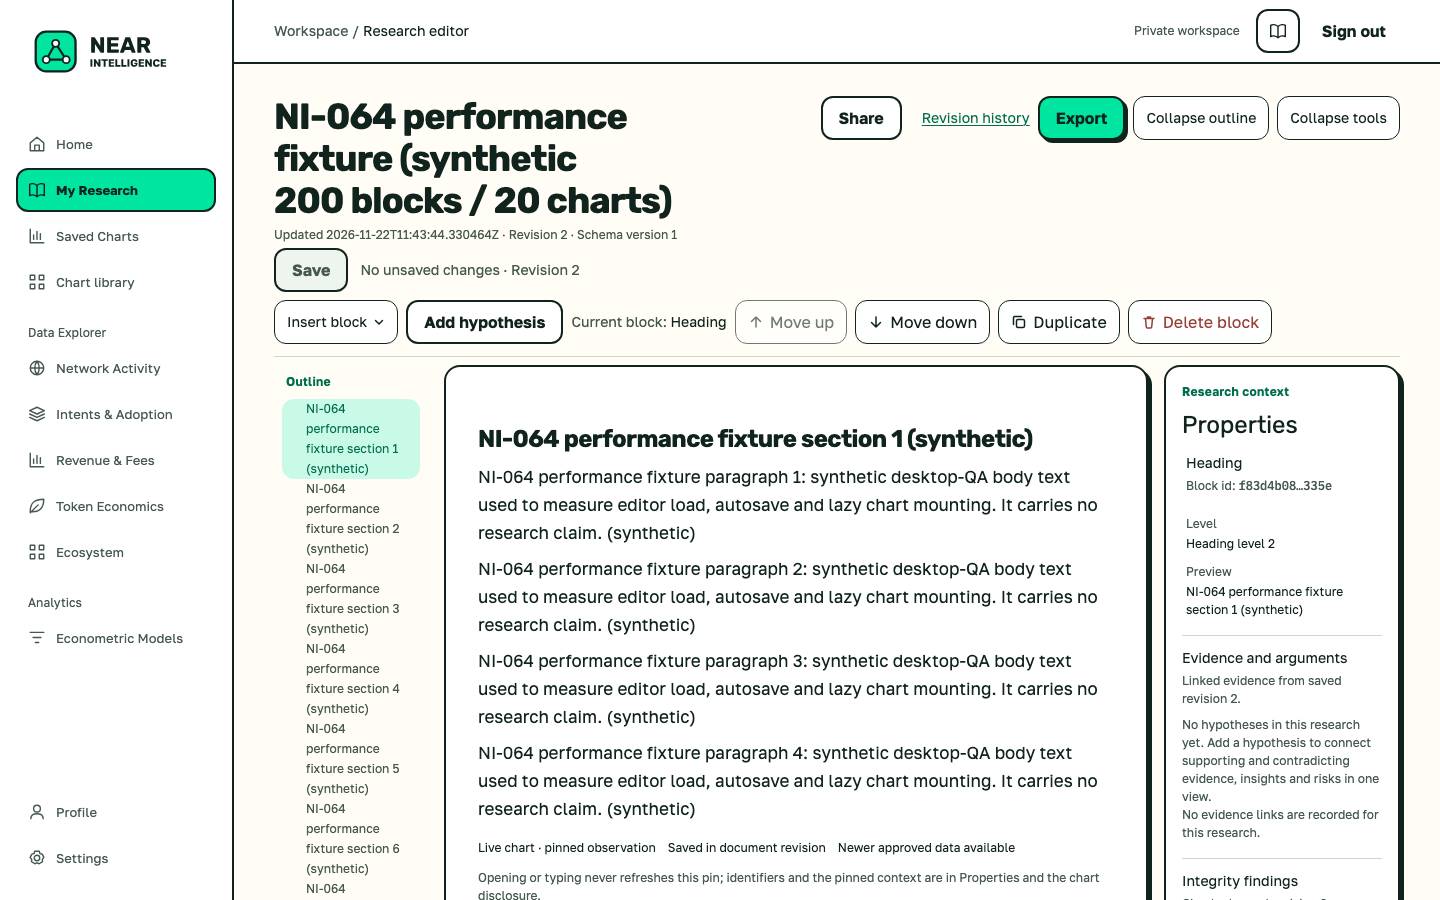 NEAR
INTELLIGENCE
Home
My Research
Saved Charts
Chart library
Data Explorer
Network Activity
Intents & Adoption
Revenue & Fees
Token Economics
Ecosystem
Analytics
Econometric Models
Profile
Settings
Workspace / Research editor
Private workspace
Sign out
NI-064 performance
fixture (synthetic
200 blocks / 20 charts)
Share
Revision history
Export
Collapse outline
Collapse tools
Updated 2026-11-22T11:43:44.330464Z · Revision 2 · Schema version 1
Save
No unsaved changes · Revision 2
Insert block
Add hypothesis
Current block: Heading
Move up
Move down
Duplicate
Delete block
Outline
NI-064
performance
fixture section 1
(synthetic)
NI-064
performance
fixture section 2
(synthetic)
NI-064
performance
fixture section 3
(synthetic)
NI-064
performance
fixture section 4
(synthetic)
NI-064
performance
fixture section 5
(synthetic)
NI-064
performance
fixture section 6
(synthetic)
NI-064
NI-064 performance fixture section 1 (synthetic)
NI-064 performance fixture paragraph 1: synthetic desktop-QA body text
used to measure editor load, autosave and lazy chart mounting. It carries no
research claim. (synthetic)
NI-064 performance fixture paragraph 2: synthetic desktop-QA body text
used to measure editor load, autosave and lazy chart mounting. It carries no
research claim. (synthetic)
NI-064 performance fixture paragraph 3: synthetic desktop-QA body text
used to measure editor load, autosave and lazy chart mounting. It carries no
research claim. (synthetic)
NI-064 performance fixture paragraph 4: synthetic desktop-QA body text
used to measure editor load, autosave and lazy chart mounting. It carries no
research claim. (synthetic)
Live chart · pinned observation Saved in document revision Newer approved data available
Opening or typing never refreshes this pin; identifiers and the pinned context are in Properties and the chart
disclosure.
Research context
Properties
Heading
Block id: f83d4b08…335e
Level
Heading level 2
Preview
NI-064 performance fixture
section 1 (synthetic)
Evidence and arguments
Linked evidence from saved
revision 2.
No hypotheses in this research
yet. Add a hypothesis to connect
supporting and contradicting
evidence, insights and risks in one
view.
No evidence links are recorded for
this research.
Integrity findings